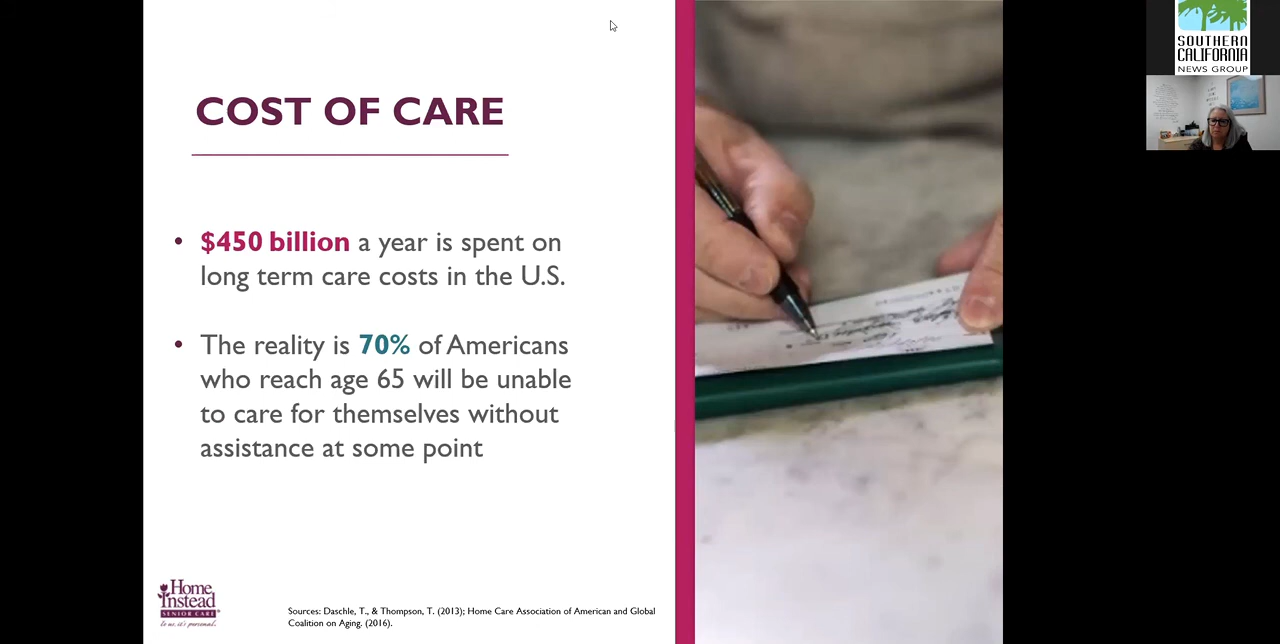 COST OF CARE
• $450 billion a year is spent on
long term care costs in the U.S.
• The reality is 70% of Americans
who reach age 65 will be unable
to care for themselves without
assistance at some point
Home
Instead
SENIOR CARE
to us, it's personal.
Sources: Daschle, T., & Thompson, T. (2013); Home Care Association of American and Global
Coalition on Aging. (2016).
SOUTHERN
CALIFORNIA
NEWS GROUP